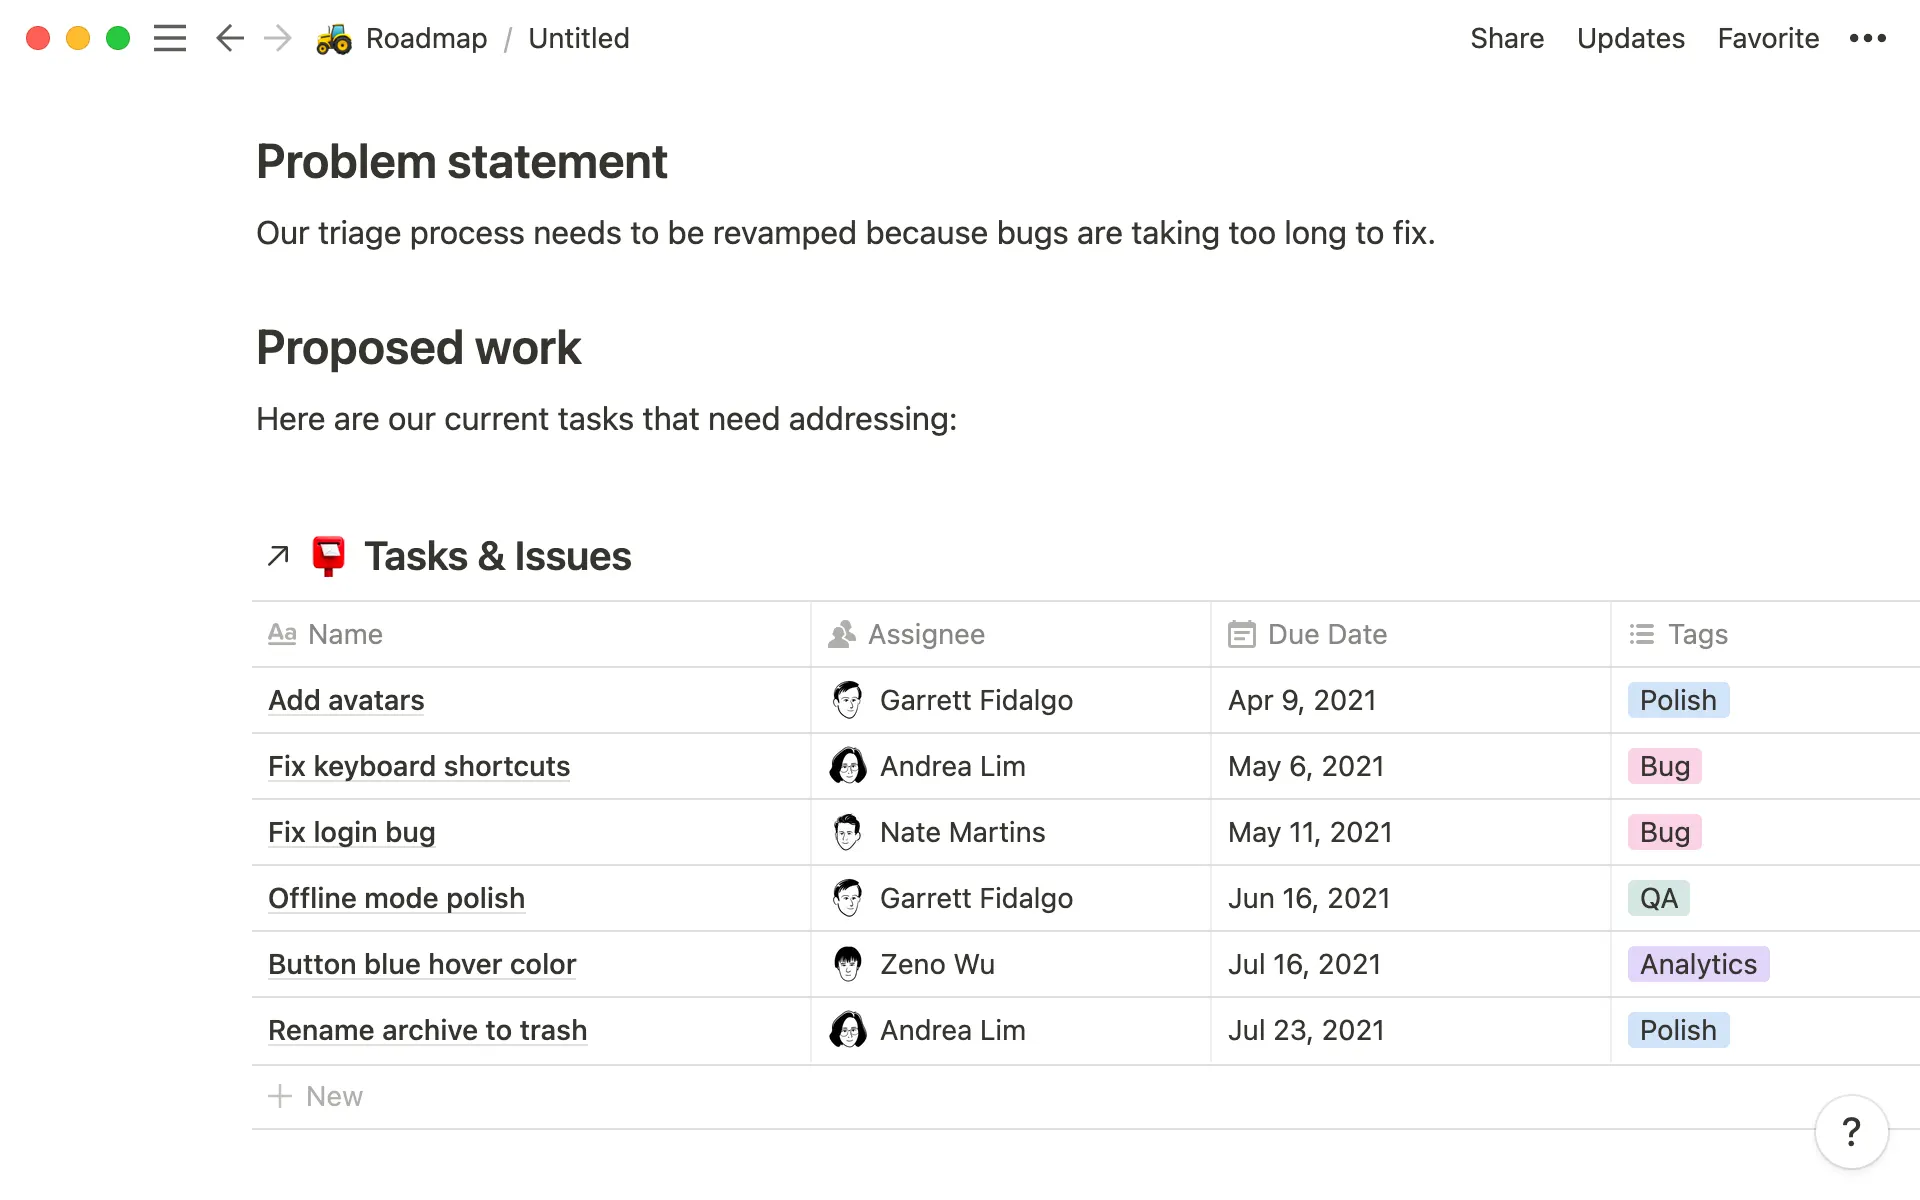 Roadmap / Untitled
Share Updates Favorite
Problem statement
Our triage process needs to be revamped because bugs are taking too long to fix.
Proposed work
Here are our current tasks that need addressing:
Tasks & Issues
Aa Name Assignee Due Date Tags
Add avatars Garrett Fidalgo Apr 9, 2021 Polish
Fix keyboard shortcuts Andrea Lim May 6, 2021 Bug
Fix login bug Nate Martins May 11, 2021 Bug
Offline mode polish Garrett Fidalgo Jun 16, 2021 QA
Button blue hover color Zeno Wu Jul 16, 2021 Analytics
Rename archive to trash Andrea Lim Jul 23, 2021 Polish
+ New
?